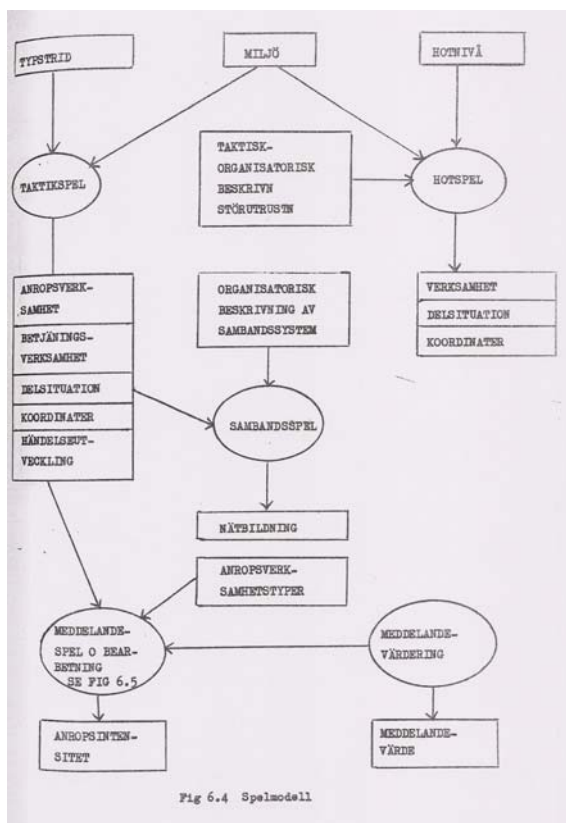 TYPSTRID
MILJÖ
HOTNIVÅ
TAKTISK-
ORGANISATORISK
BESKRIVN
STÖRUTRUSTN
TAKTIKSPEL
HOTSPEL
ANROPSVERK-
SAMHET
BETJÄNINGS-
VERKSAMHET
DELSITUATION
KOORDINATER
HÄNDELSEUT-
VECKLING
ORGANISATORISK
BESKRIVNING AV
SAMBANDSSYSTEM
VERKSAMHET
DELSITUATION
KOORDINATER
SAMBANDSSPEL
NÄTBILDNING
ANROPSVERK-
SAMHETSTYPER
MEDDELANDE-
SPEL O BEAR-
BETNING
SE FIG 6.5
MEDDELANDE-
VÄRDERING
ANROPSINTEN-
SITET
MEDDELANDE-
VÄRDE
Fig 6.4 Spelmodell